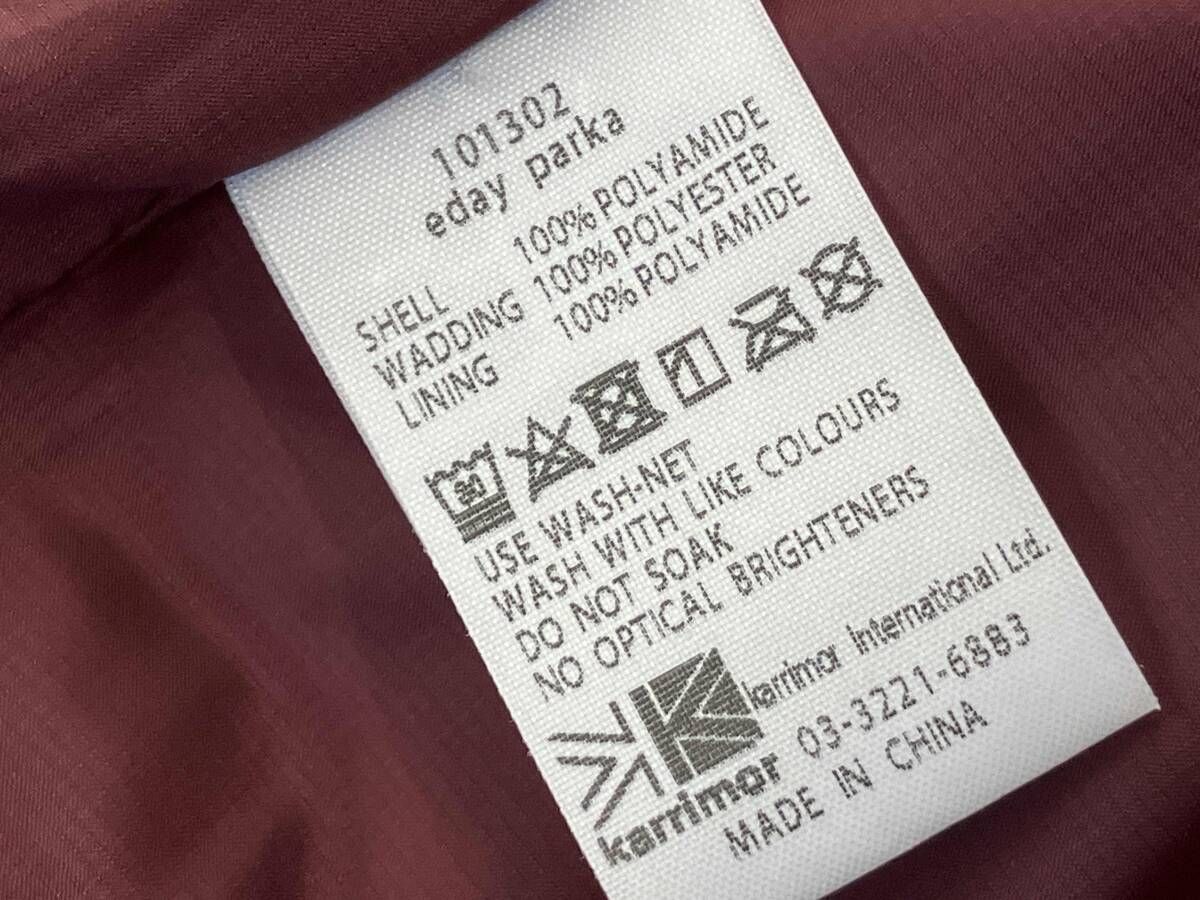 101302
eday parka
SHELL 100% POLYAMIDE
WADDING 100% POLYESTER
LINING 100% POLYAMIDE
30
USE WASH-NET
WASH WITH LIKE COLOURS
DO NOT SOAK
NO OPTICAL BRIGHTENERS
karrimor International Ltd.
karrimor 03-3221-6883
MADE IN CHINA